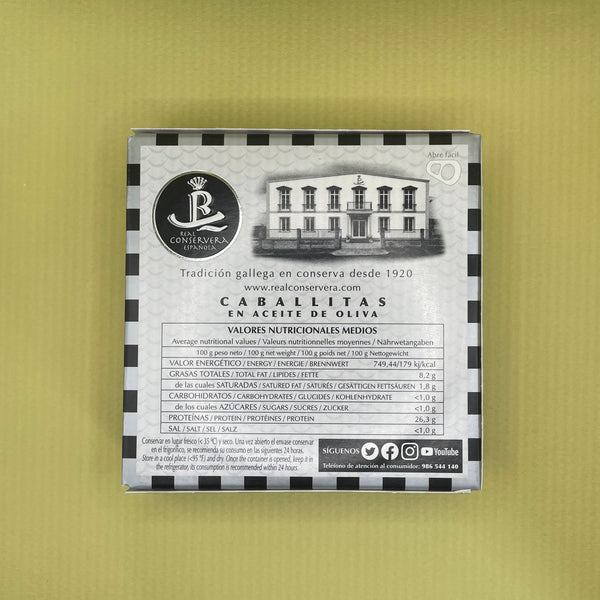 Abre fácil
R
REAL
CONSERVERA
ESPAÑOLA
Tradición gallega en conserva desde 1920
www.realconservera.com
CABALLITAS
EN ACEITE DE OLIVA
VALORES NUTRICIONALES MEDIOS
Average nutritional values / Valeurs nutritionnelles moyennes / Nährwetangaben
100 g peso neto / 100 g net weight / 100 g poids net / 100 g Nettogewicht
VALOR ENERGÉTICO / ENERGY / ENERGIE / BRENNWERT 749,44/179 kj/kcal
GRASAS TOTALES / TOTAL FAT / LIPIDES / FETTE 8,2 g
de las cuales SATURADAS / SATURED FAT / SATURÉS / GESÄTTIGEN FETTSÄUREN 1,8 g
CARBOHIDRATOS / CARBOHYDRATES / GLUCIDES / KOHLENHYDRATE <1,0 g
de los cuales AZÚCARES / SUGARS / SUCRES / ZUCKER <1,0 g
PROTEÍNAS / PROTEIN / PROTÉINES / PROTEIN 26,3 g
SAL / SALT / SEL / SALZ <1,0 g
Conservar en lugar fresco (< 35 ºC) y seco. Una vez abierto el envase conservar
en el frigorífico, se recomienda su consumo en las siguientes 24 horas.
Store in a cool place (<95 °F) and dry. Once the container is opened, keep it in
the refrigerator, its consumption is recommended within 24 hours.
SÍGUENOS YouTube
Teléfono de atención al consumidor: 986 544 140